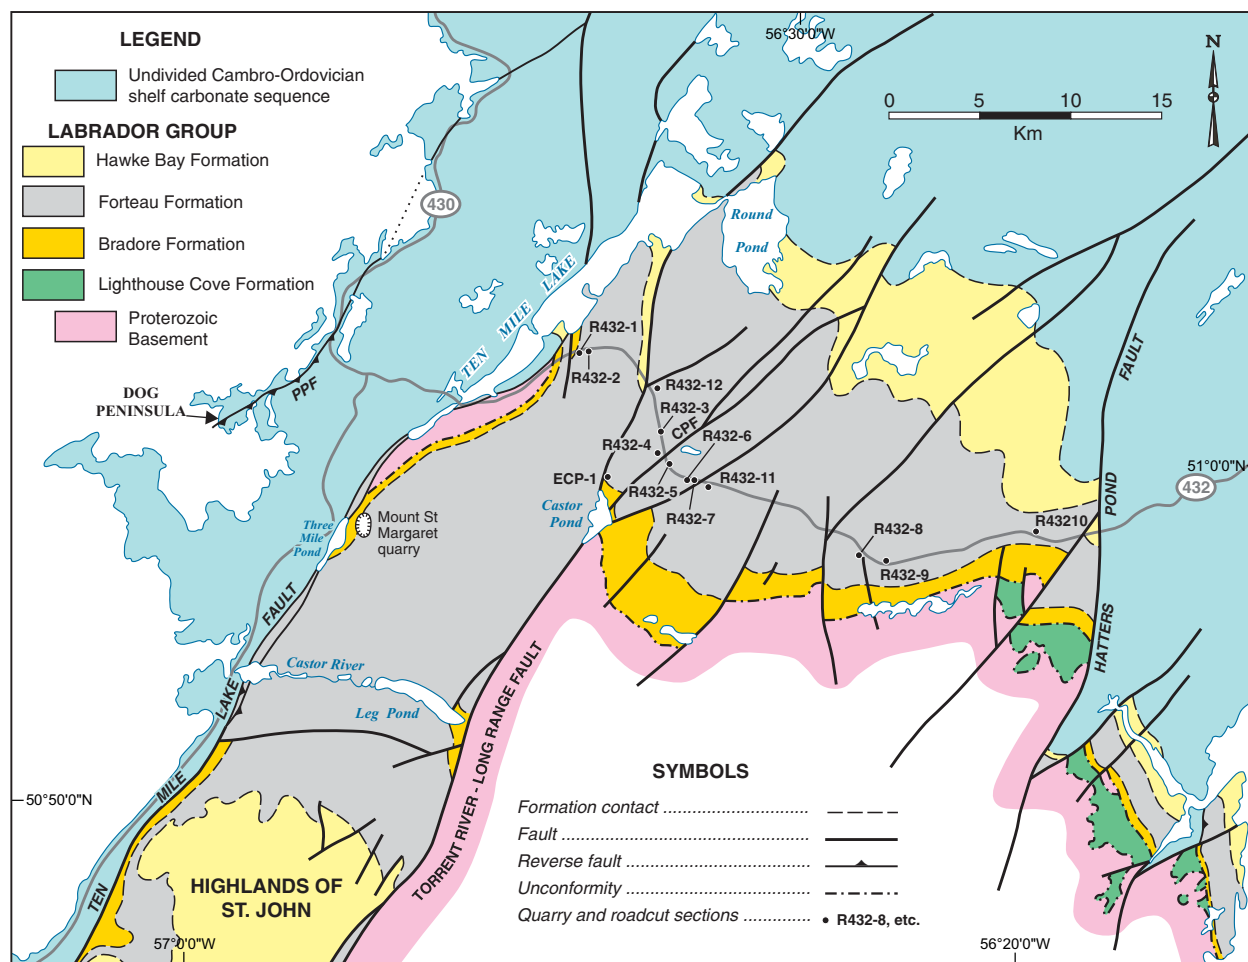 LEGEND
Undivided Cambro-Ordovician
shelf carbonate sequence
LABRADOR GROUP
Hawke Bay Formation
Forteau Formation
Bradore Formation
Lighthouse Cove Formation
Proterozoic
Basement
56°30'0"W
N
0 5 10 15
Km
430
Round
Pond
TEN MILE LAKE
R432-1
R432-2
R432-12
R432-3
CPF
R432-6
R432-4
ECP-1
R432-5
R432-11
R432-7
Castor
Pond
R432-8
R432-9
R43210
51°0'0"N
432
HATTERS POND FAULT
DOG
PENINSULA
PPF
Three
Mile
Pond
Mount St
Margaret
quarry
TEN MILE LAKE FAULT
Castor River
Leg Pond
TORRENT RIVER - LONG RANGE FAULT
50°50'0"N
HIGHLANDS OF
ST. JOHN
57°0'0"W
56°20'0"W
SYMBOLS
Formation contact
Fault
Reverse fault
Unconformity
Quarry and roadcut sections R432-8, etc.